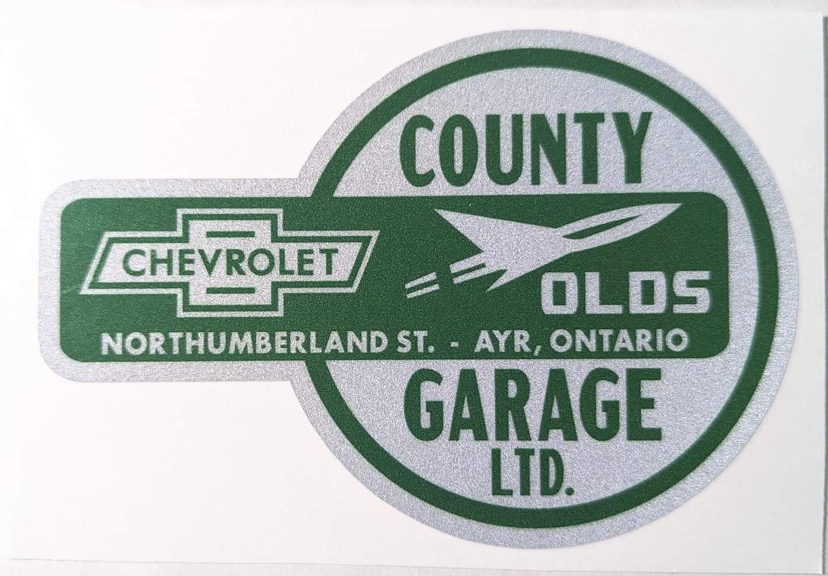 COUNTY
CHEVROLET
OLDS
NORTHUMBERLAND ST. - AYR, ONTARIO
GARAGE
LTD.